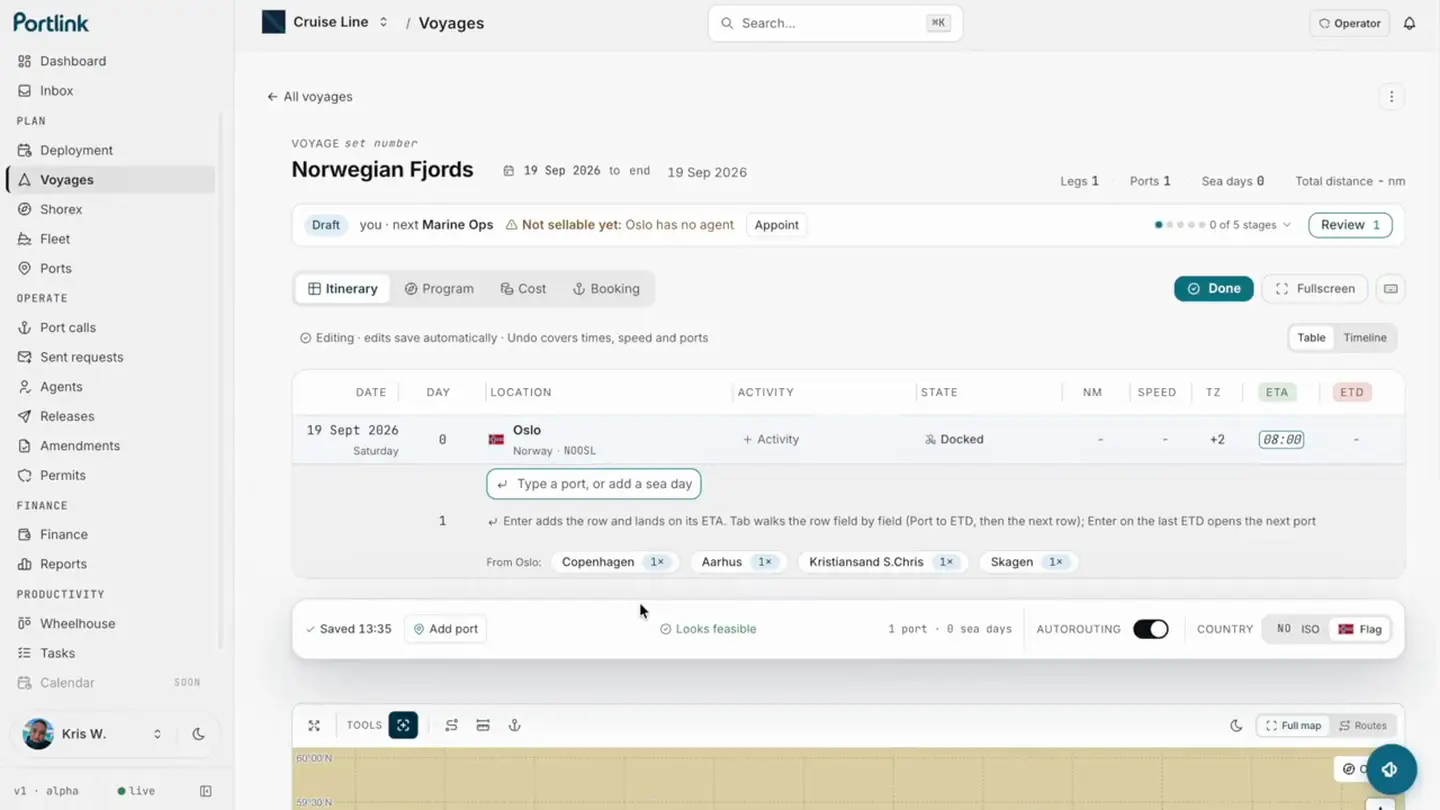 Portlink
Cruise Line / Voyages
Search... ⌘K
Operator
Dashboard
Inbox
PLAN
Deployment
Voyages
Shorex
Fleet
Ports
OPERATE
Port calls
Sent requests
Agents
Releases
Amendments
Permits
FINANCE
Finance
Reports
PRODUCTIVITY
Wheelhouse
Tasks
Calendar SOON
Kris W.
v1 · alpha live
← All voyages
VOYAGE set number
Norwegian Fjords 19 Sep 2026 to end 19 Sep 2026
Legs 1 Ports 1 Sea days 0 Total distance - nm
Draft you · next Marine Ops Not sellable yet: Oslo has no agent Appoint 0 of 5 stages Review 1
Itinerary Program Cost Booking Done Fullscreen
Editing · edits save automatically · Undo covers times, speed and ports Table Timeline
DATE DAY LOCATION ACTIVITY STATE NM SPEED TZ ETA ETD
19 Sept 2026 0 Oslo + Activity Docked - - +2 08:00 -
Saturday Norway · NOOSL
↵ Type a port, or add a sea day
1 ↵ Enter adds the row and lands on its ETA. Tab walks the row field by field (Port to ETD, then the next row); Enter on the last ETD opens the next port
From Oslo: Copenhagen 1× Aarhus 1× Kristiansand S.Chris 1× Skagen 1×
Saved 13:35 Add port Looks feasible 1 port · 0 sea days AUTOROUTING COUNTRY NO ISO Flag
TOOLS Full map Routes
60°00'N
59°30'N